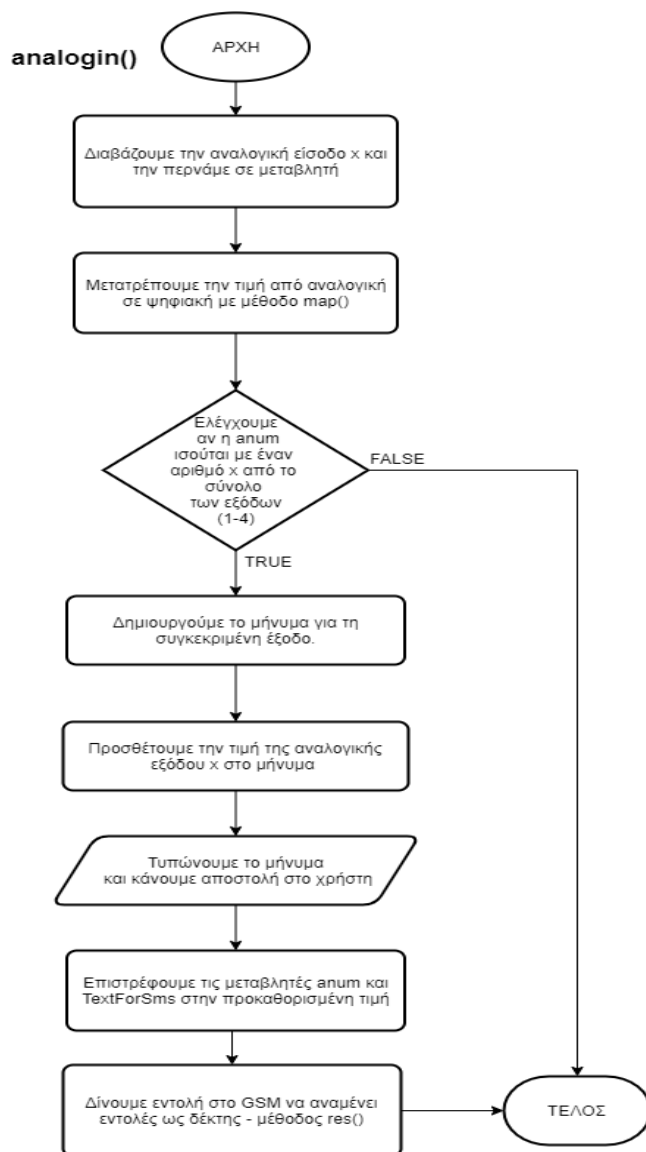 ΑΡΧΗ
analogin()
Διαβάζουμε την αναλογική είσοδο x και
την περνάμε σε μεταβλητή
Μετατρέπουμε την τιμή από αναλογική
σε ψηφιακή με μέθοδο map()
Ελέγχουμε
αν η anum
ισούται με έναν
αριθμό x από το
σύνολο
των εξόδων
(1-4)
FALSE
TRUE
Δημιουργούμε το μήνυμα για τη
συγκεκριμένη έξοδο.
Προσθέτουμε την τιμή της αναλογικής
εξόδου x στο μήνυμα
Τυπώνουμε το μήνυμα
και κάνουμε αποστολή στο χρήστη
Επιστρέφουμε τις μεταβλητές anum και
TextForSms στην προκαθορισμένη τιμή
Δίνουμε εντολή στο GSM να αναμένει
εντολές ως δέκτης - μέθοδος res()
ΤΕΛΟΣ